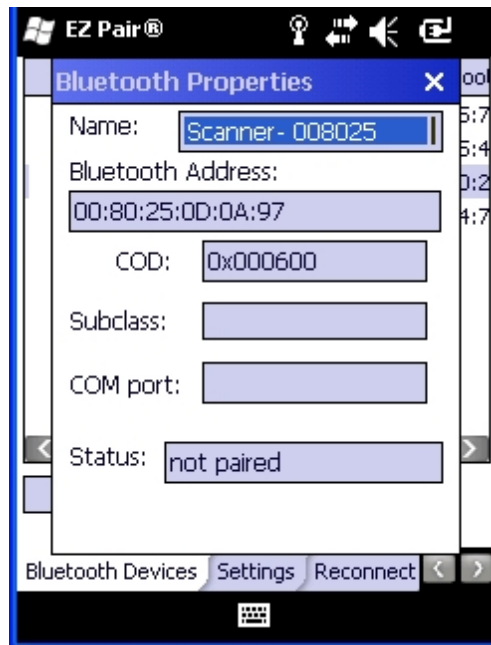 EZ Pair®
Bluetooth Properties
Name: Scanner- 008025
Bluetooth Address:
00:80:25:0D:0A:97
COD: 0x000600
Subclass:
COM port:
Status: not paired
Bluetooth Devices Settings Reconnect